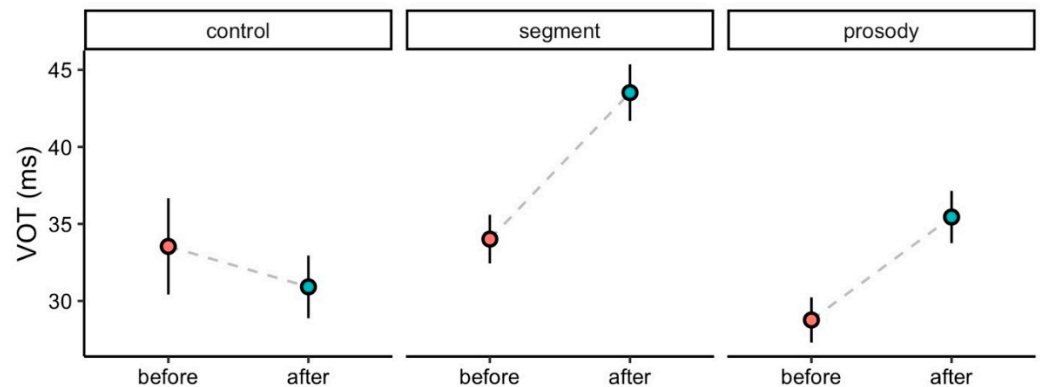 control segment prosody
45
40
35
30
VOT (ms)
before after before after before after